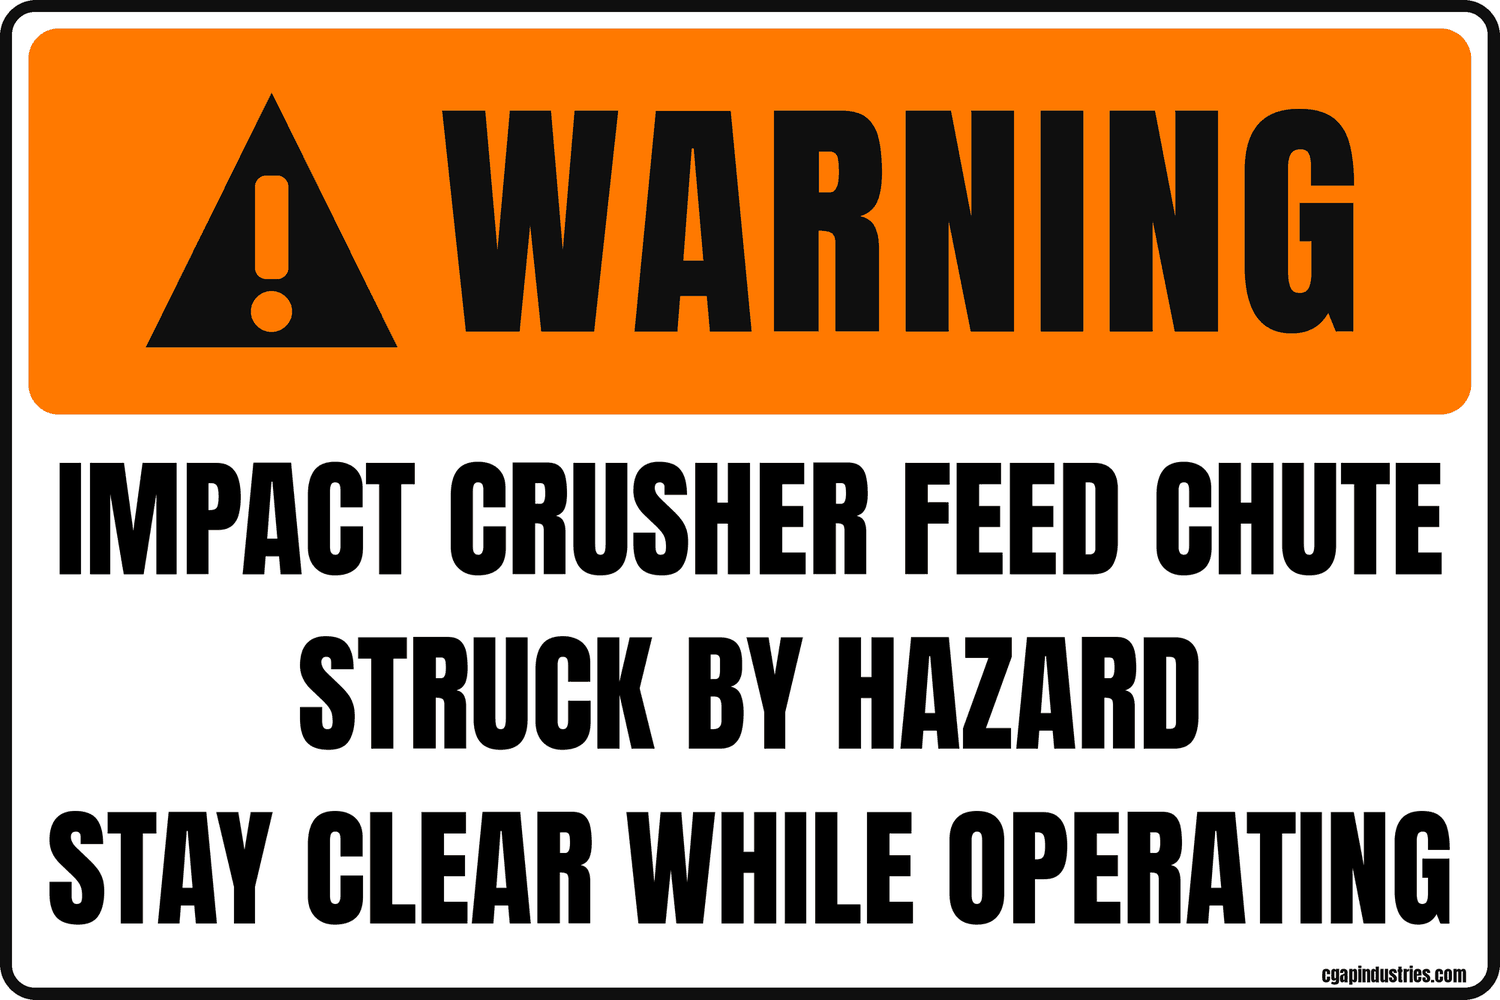 WARNING
IMPACT CRUSHER FEED CHUTE
STRUCK BY HAZARD
STAY CLEAR WHILE OPERATING
cgapindustries.com